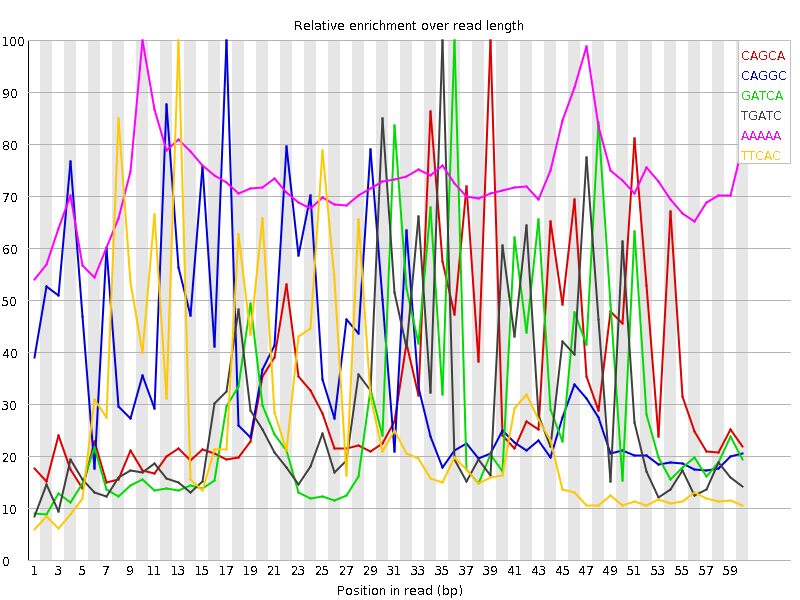 Relative enrichment over read length
100
90
80
70
60
50
40
30
20
10
0
CAGCA
CAGGC
GATCA
TGATC
AAAAA
TTCAC
1 3 5 7 9 11 13 15 17 19 21 23 25 27 29 31 33 35 37 39 41 43 45 47 49 51 53 55 57 59
Position in read (bp)